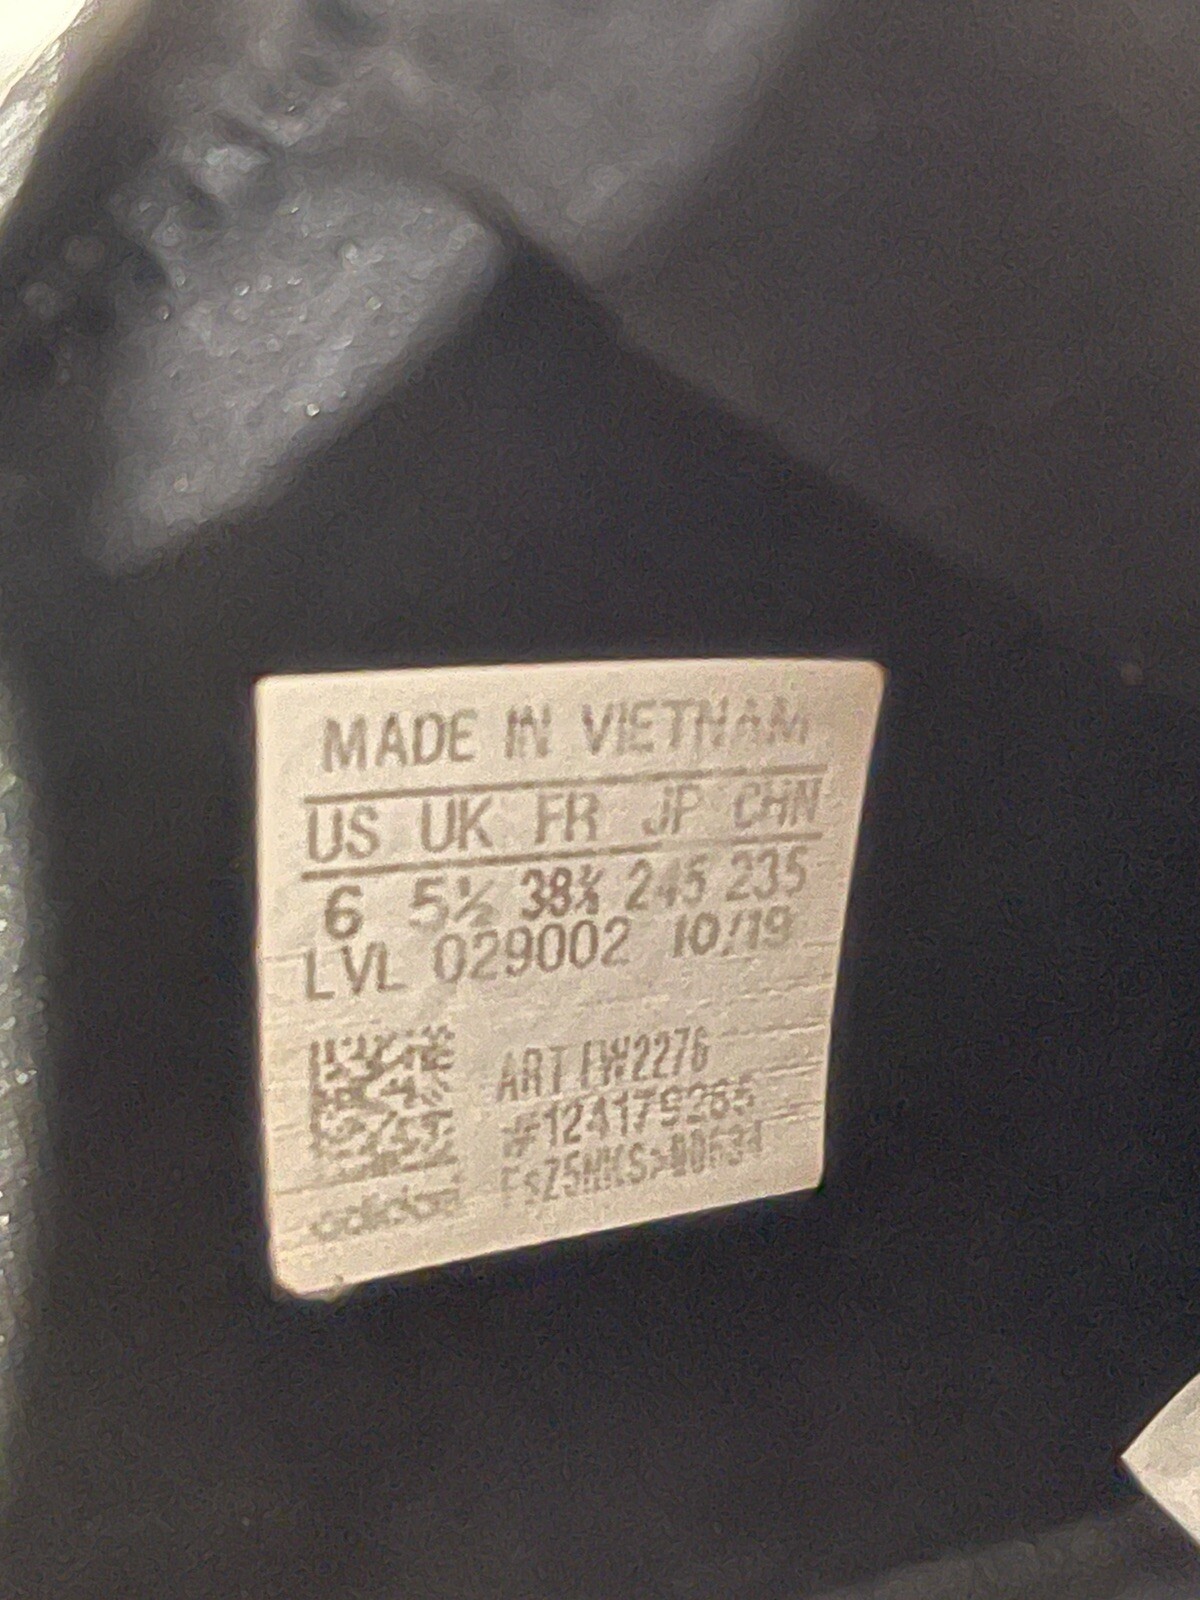 MADE IN VIETNAM
US UK FR JP CHN
6 5½ 38⅔ 245 235
LVL 029002 10/19
ART FW2276
#124179265
adidas